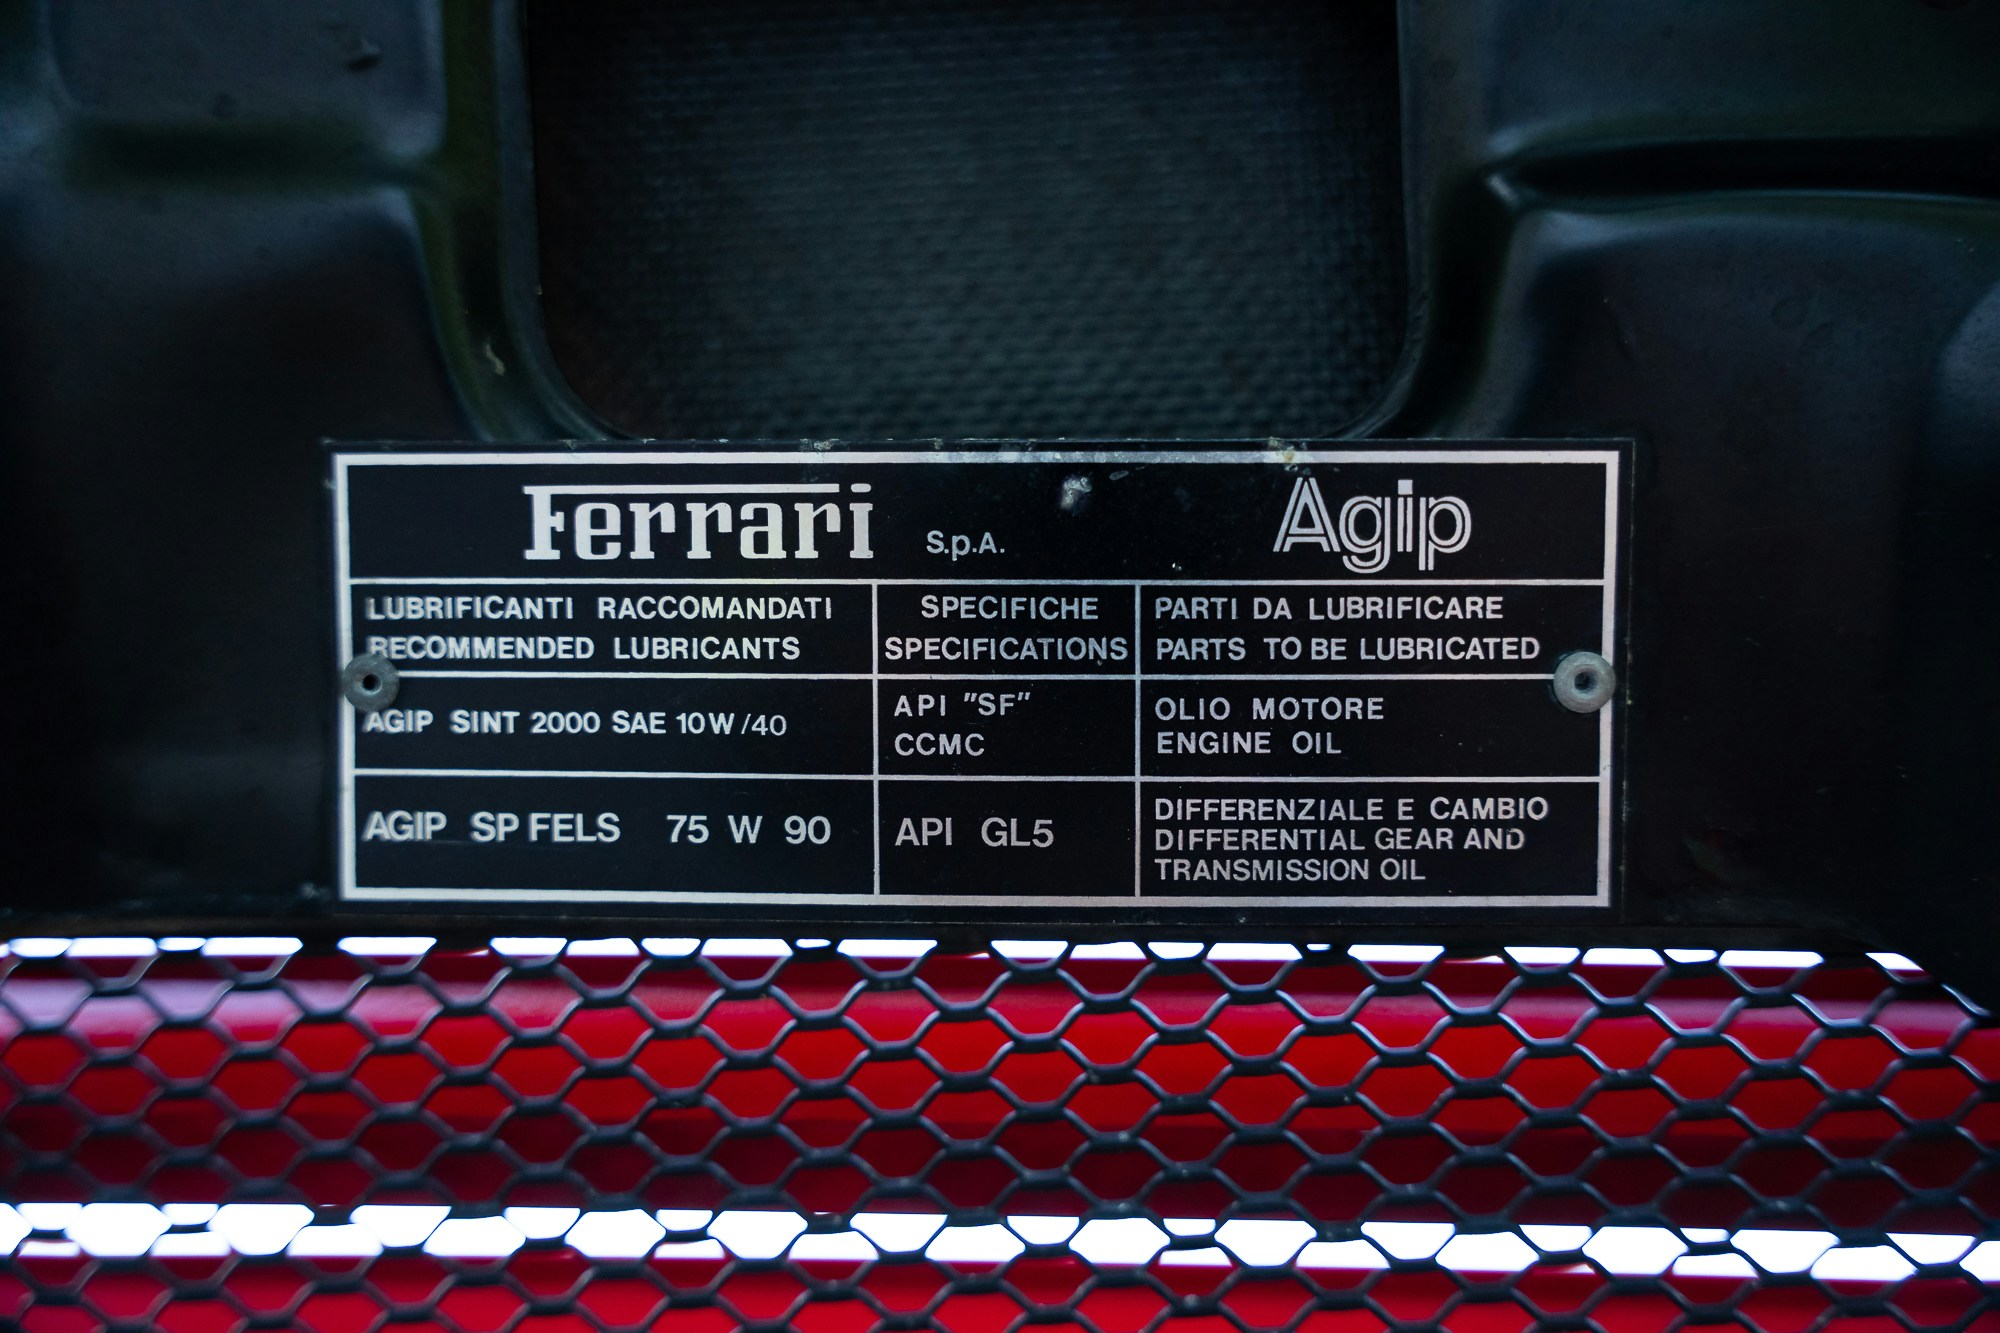 Ferrari S.p.A. Agip
LUBRIFICANTI RACCOMANDATI
RECOMMENDED LUBRICANTS
SPECIFICHE
SPECIFICATIONS
PARTI DA LUBRIFICARE
PARTS TO BE LUBRICATED
AGIP SINT 2000 SAE 10W/40
API "SF"
CCMC
OLIO MOTORE
ENGINE OIL
AGIP SP FELS 75 W 90
API GL5
DIFFERENZIALE E CAMBIO
DIFFERENTIAL GEAR AND
TRANSMISSION OIL